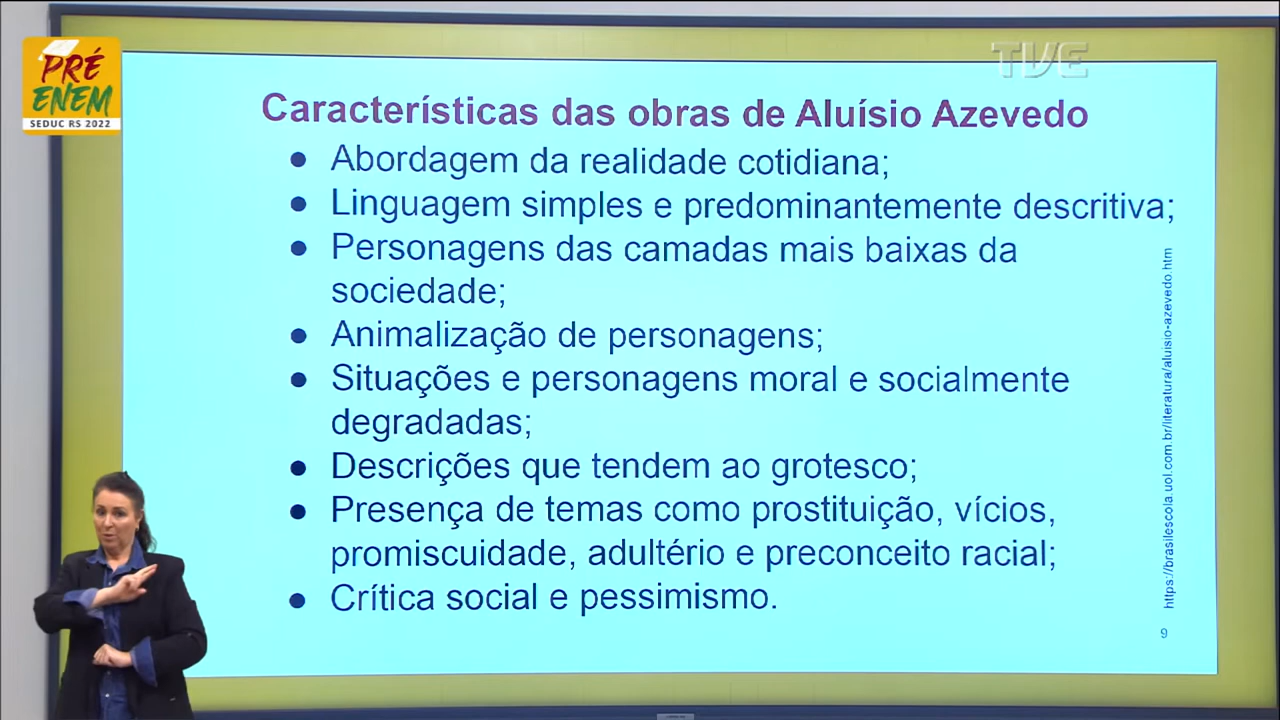 PRÉ
ENEM
SEDUC RS 2022
TVE
Características das obras de Aluísio Azevedo
● Abordagem da realidade cotidiana;
● Linguagem simples e predominantemente descritiva;
● Personagens das camadas mais baixas da
sociedade;
● Animalização de personagens;
● Situações e personagens moral e socialmente
degradadas;
● Descrições que tendem ao grotesco;
● Presença de temas como prostituição, vícios,
promiscuidade, adultério e preconceito racial;
● Crítica social e pessimismo.
https://brasilescola.uol.com.br/literatura/aluisio-azevedo.htm
9